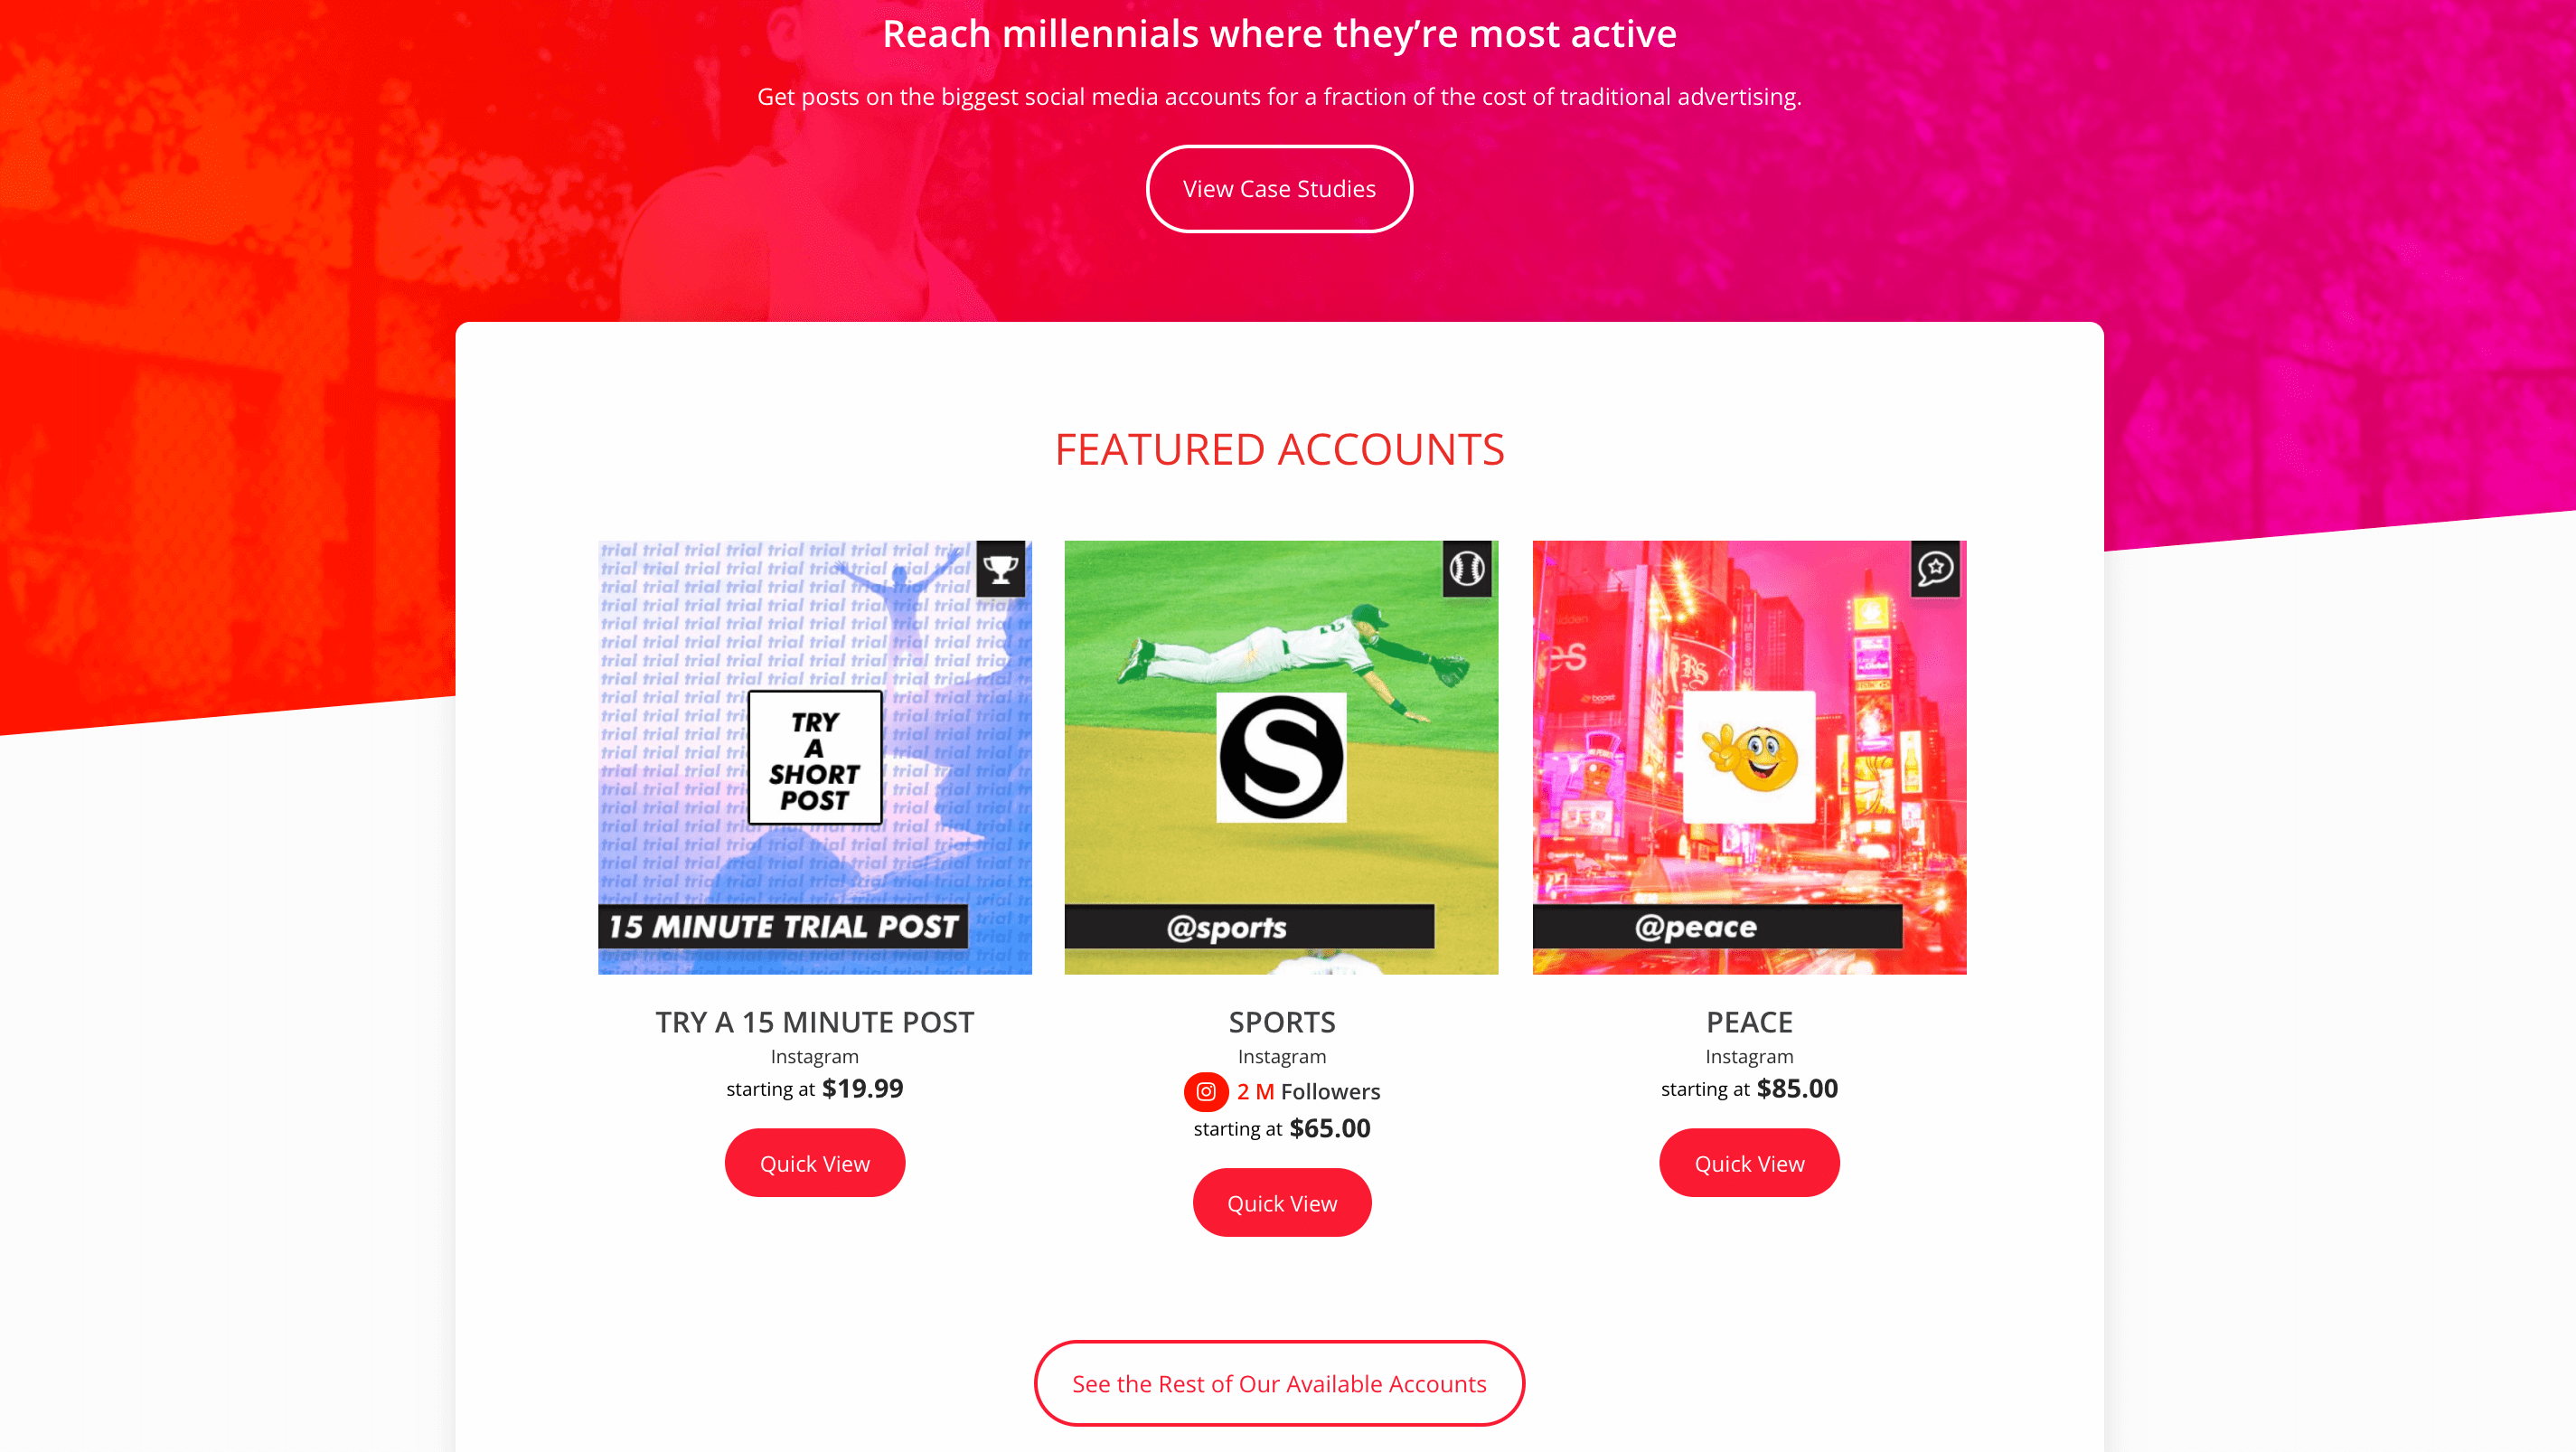 Reach millennials where they're most active
Get posts on the biggest social media accounts for a fraction of the cost of traditional advertising.
View Case Studies
FEATURED ACCOUNTS
TRY
A
SHORT
POST
15 MINUTE TRIAL POST
S
@sports
@peace
TRY A 15 MINUTE POST
Instagram
starting at $19.99
Quick View
SPORTS
Instagram
2 M Followers
starting at $65.00
Quick View
PEACE
Instagram
starting at $85.00
Quick View
See the Rest of Our Available Accounts